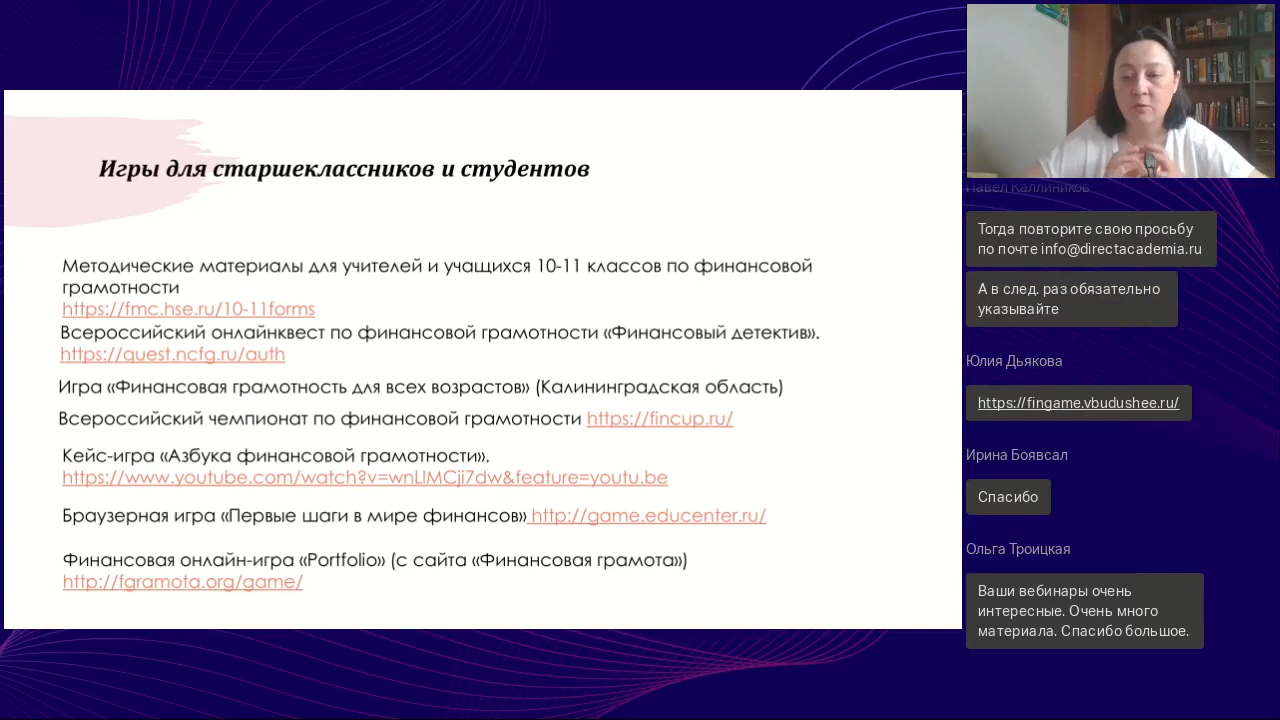 Игры для старшеклассников и студентов
Методические материалы для учителей и учащихся 10-11 классов по финансовой
грамотности
https://fmc.hse.ru/10-11forms
Всероссийский онлайнквест по финансовой грамотности «Финансовый детектив».
https://quest.ncfg.ru/auth
Игра «Финансовая грамотность для всех возрастов» (Калининградская область)
Всероссийский чемпионат по финансовой грамотности https://fincup.ru/
Кейс-игра «Азбука финансовой грамотности».
https://www.youtube.com/watch?v=wnLlMCji7dw&feature=youtu.be
Браузерная игра «Первые шаги в мире финансов» http://game.educenter.ru/
Финансовая онлайн-игра «Portfolio» (с сайта «Финансовая грамота»)
http://fgramota.org/game/
Павел Каллиников
Тогда повторите свою просьбу
по почте info@directacademia.ru
А в след. раз обязательно
указывайте
Юлия Дьякова
https://fingame.vbudushee.ru/
Ирина Боявсал
Спасибо
Ольга Троицкая
Ваши вебинары очень
интересные. Очень много
материала. Спасибо большое.